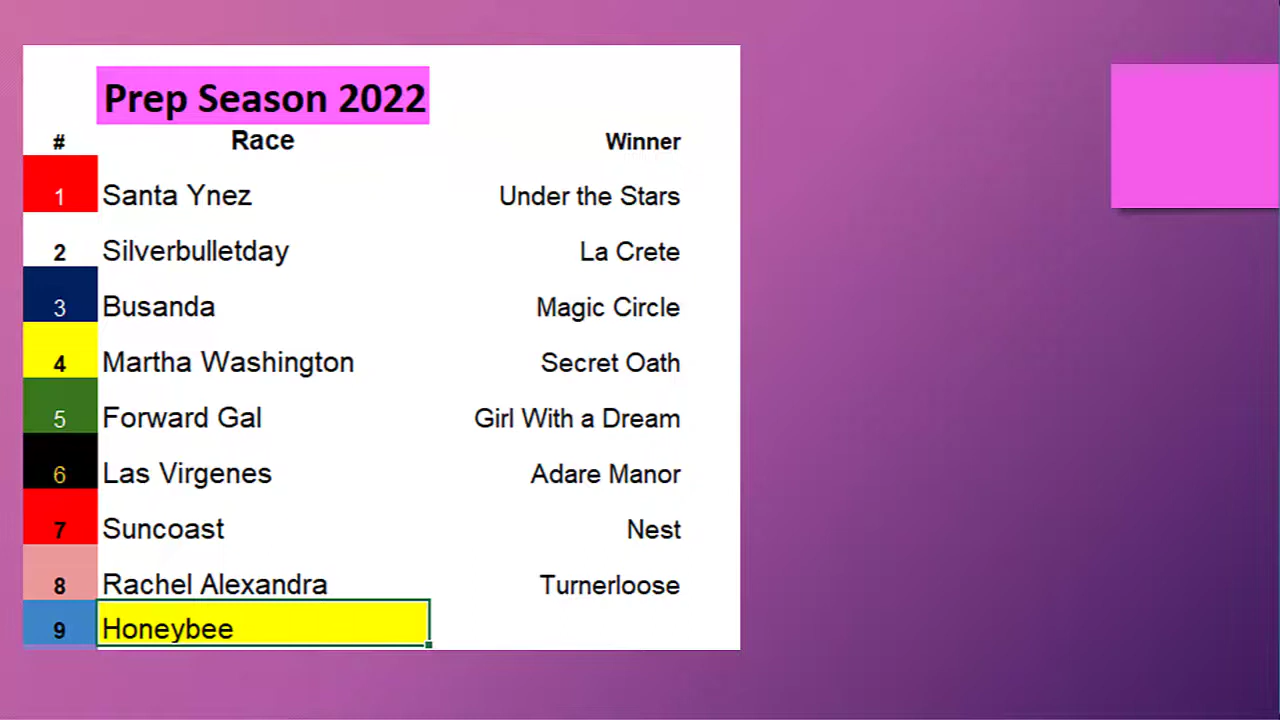 Prep Season 2022
# Race Winner
1 Santa Ynez Under the Stars
2 Silverbulletday La Crete
3 Busanda Magic Circle
4 Martha Washington Secret Oath
5 Forward Gal Girl With a Dream
6 Las Virgenes Adare Manor
7 Suncoast Nest
8 Rachel Alexandra Turnerloose
9 Honeybee